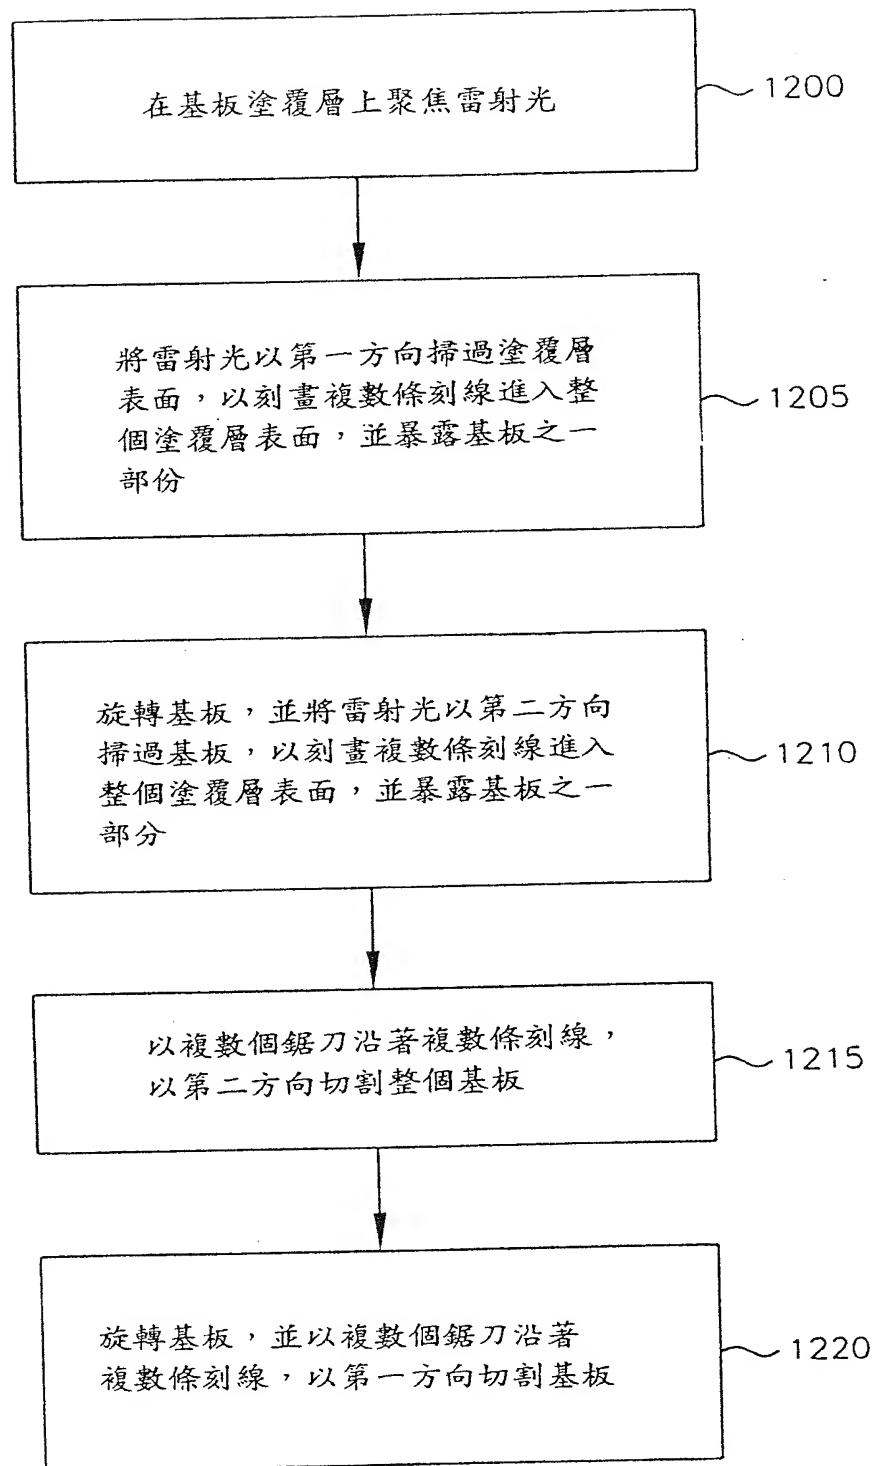 在基板塗覆層上聚焦雷射光
1200
將雷射光以第一方向掃過塗覆層
表面，以刻畫複數條刻線進入整
個塗覆層表面，並暴露基板之一
部份
1205
旋轉基板，並將雷射光以第二方向
掃過基板，以刻畫複數條刻線進入
整個塗覆層表面，並暴露基板之一
部分
1210
以複數個鋸刀沿著複數條刻線，
以第二方向切割整個基板
1215
旋轉基板，並以複數個鋸刀沿著
複數條刻線，以第一方向切割基板
1220